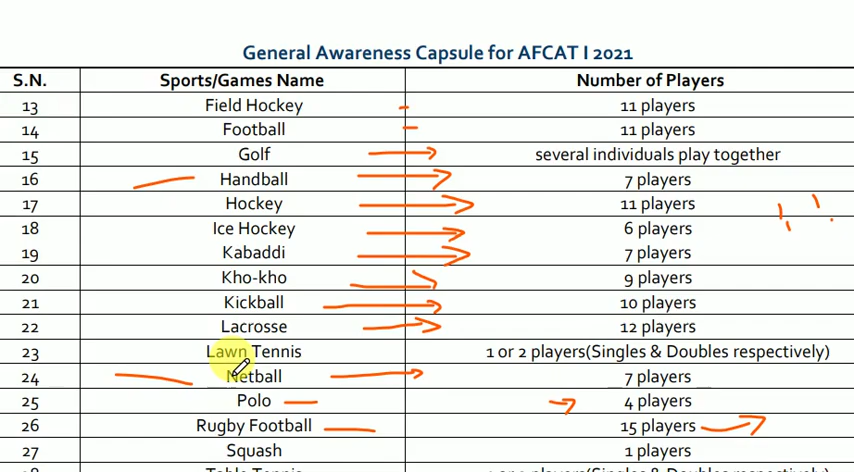 General Awareness Capsule for AFCAT I 2021
S.N. Sports/Games Name Number of Players
13 Field Hockey 11 players
14 Football 11 players
15 Golf several individuals play together
16 Handball 7 players
17 Hockey 11 players
18 Ice Hockey 6 players
19 Kabaddi 7 players
20 Kho-kho 9 players
21 Kickball 10 players
22 Lacrosse 12 players
23 Lawn Tennis 1 or 2 players(Singles & Doubles respectively)
24 Netball 7 players
25 Polo 4 players
26 Rugby Football 15 players
27 Squash 1 players